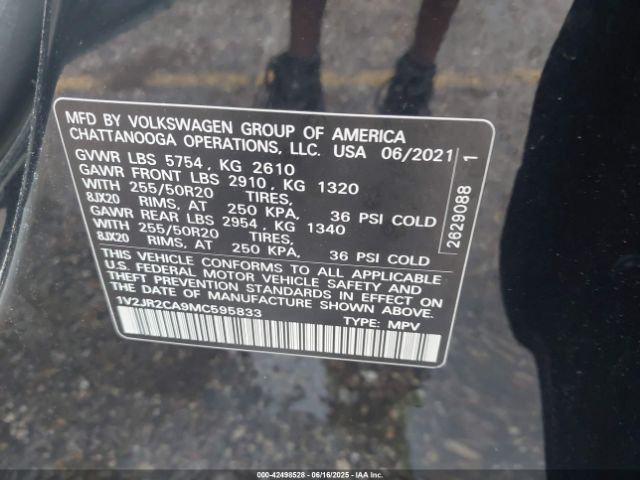 MFD BY VOLKSWAGEN GROUP OF AMERICA
CHATTANOOGA OPERATIONS, LLC. USA 06/2021
GVWR LBS 5754 , KG 2610
GAWR FRONT LBS 2910 , KG 1320
WITH 255/50R20 TIRES,
8JX20 RIMS, AT 250 KPA, 36 PSI COLD
GAWR REAR LBS 2954 , KG 1340
WITH 255/50R20 TIRES,
8JX20 RIMS, AT 250 KPA, 36 PSI COLD
THIS VEHICLE CONFORMS TO ALL APPLICABLE
U.S. FEDERAL MOTOR VEHICLE SAFETY AND
THEFT PREVENTION STANDARDS IN EFFECT ON
THE DATE OF MANUFACTURE SHOWN ABOVE.
1V2JR2CA9MC595833 TYPE: MPV
2629088 1
000-42498528 - 06/16/2025 - IAA Inc.